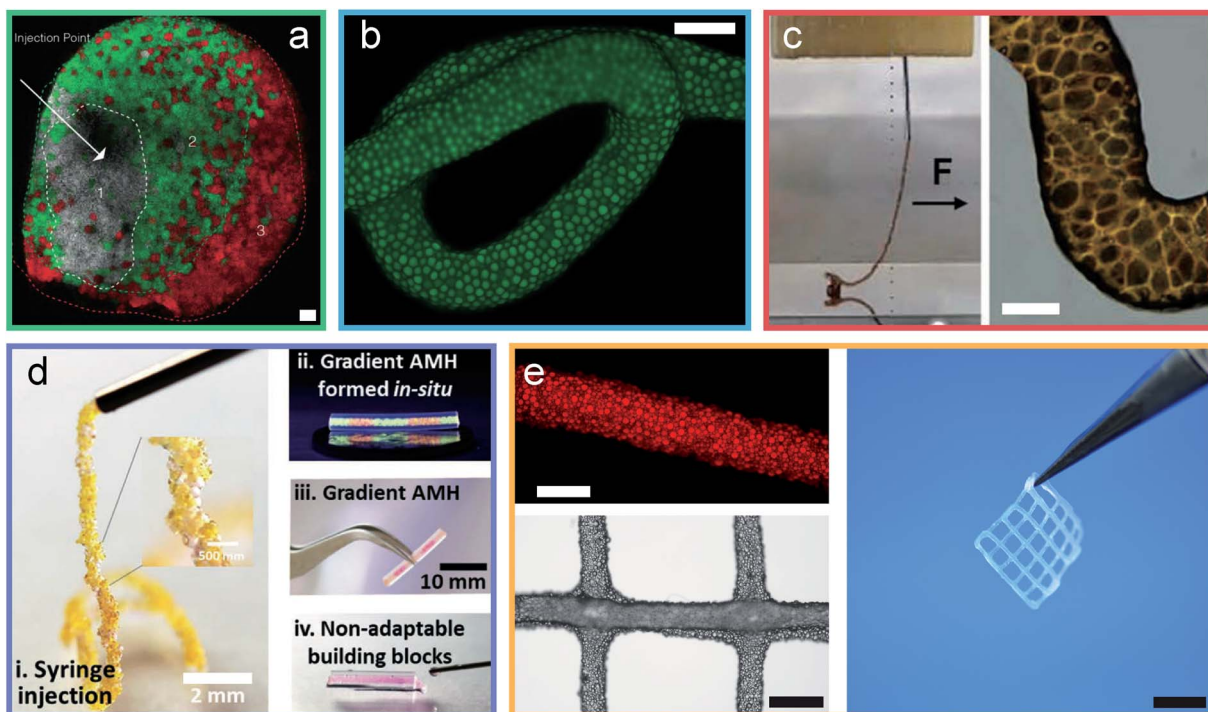 a
Injection Point
1
2
3
b
c
F
d
i. Syringe
injection
500 mm
2 mm
ii. Gradient AMH
formed in-situ
iii. Gradient AMH
10 mm
iv. Non-adaptable
building blocks
e